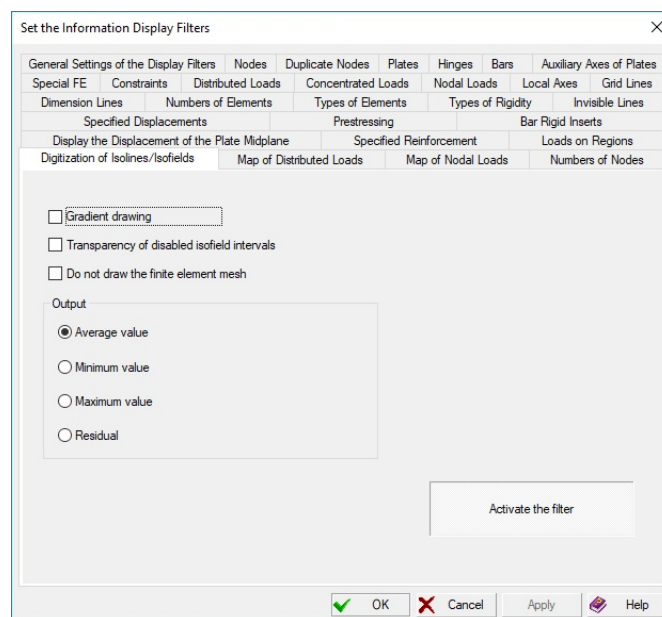 Set the Information Display Filters
General Settings of the Display Filters Nodes Duplicate Nodes Plates Hinges Bars Auxiliary Axes of Plates
Special FE Constraints Distributed Loads Concentrated Loads Nodal Loads Local Axes Grid Lines
Dimension Lines Numbers of Elements Types of Elements Types of Rigidity Invisible Lines
Specified Displacements Prestressing Bar Rigid Inserts
Display the Displacement of the Plate Midplane Specified Reinforcement Loads on Regions
Digitization of Isolines/Isofields Map of Distributed Loads Map of Nodal Loads Numbers of Nodes
Gradient drawing
Transparency of disabled isofield intervals
Do not draw the finite element mesh
Output
Average value
Minimum value
Maximum value
Residual
Activate the filter
OK Cancel Apply Help